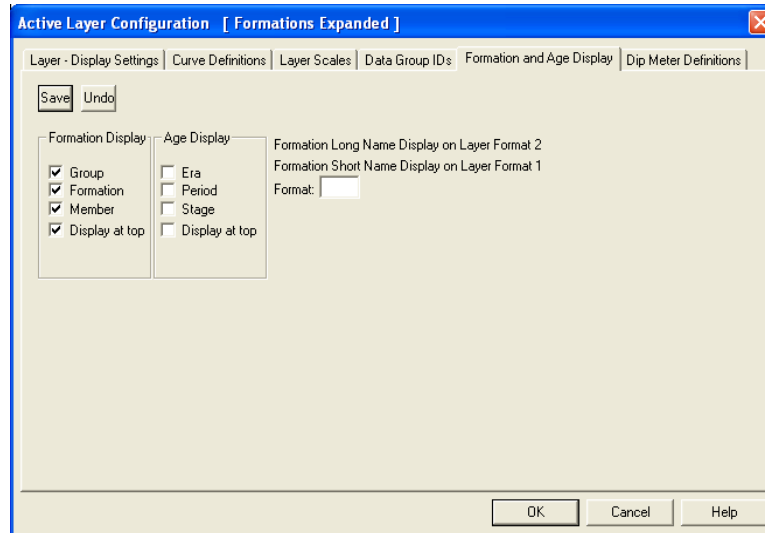 Active Layer Configuration [ Formations Expanded ]
Layer - Display Settings Curve Definitions Layer Scales Data Group IDs Formation and Age Display Dip Meter Definitions
Save Undo
Formation Display
Group
Formation
Member
Display at top
Age Display
Era
Period
Stage
Display at top
Formation Long Name Display on Layer Format 2
Formation Short Name Display on Layer Format 1
Format:
OK Cancel Help